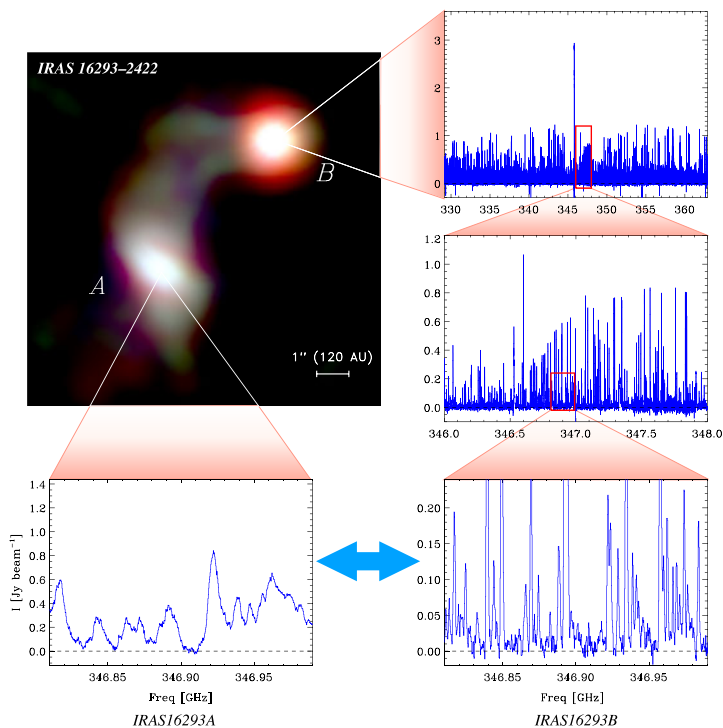 IRAS 16293–2422
B
A
1'' (120 AU)
3
2
1
0
329 335 340 345 350 355 360
1.2
1.0
0.8
0.6
0.4
0.2
0.0
346.0 346.5 347.0 347.5 348.0
1.4
1.2
1.0
0.8
0.6
0.4
0.2
0.0
I [Jy beam⁻¹]
346.85 346.90 346.95
Freq [GHz]
IRAS16293A
0.20
0.15
0.10
0.05
0.00
346.85 346.90 346.95
Freq [GHz]
IRAS16293B